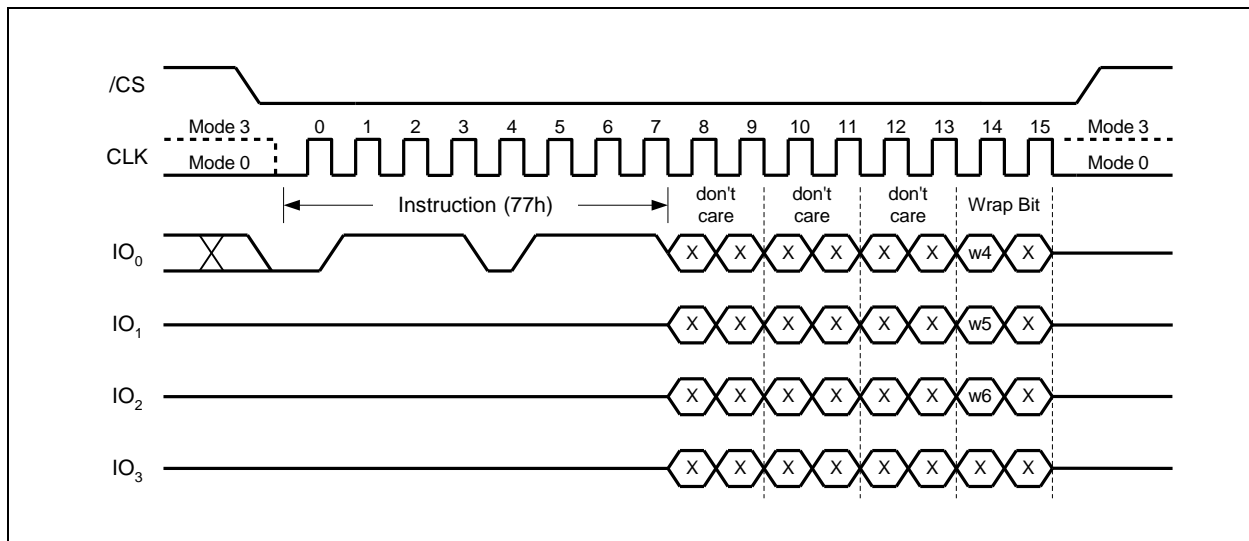 /CS
Mode 3 0 1 2 3 4 5 6 7 8 9 10 11 12 13 14 15 Mode 3
CLK Mode 0 Mode 0
Instruction (77h) don't care don't care don't care Wrap Bit
IO0 X X X X X X w4 X
IO1 X X X X X X w5 X
IO2 X X X X X X w6 X
IO3 X X X X X X X X